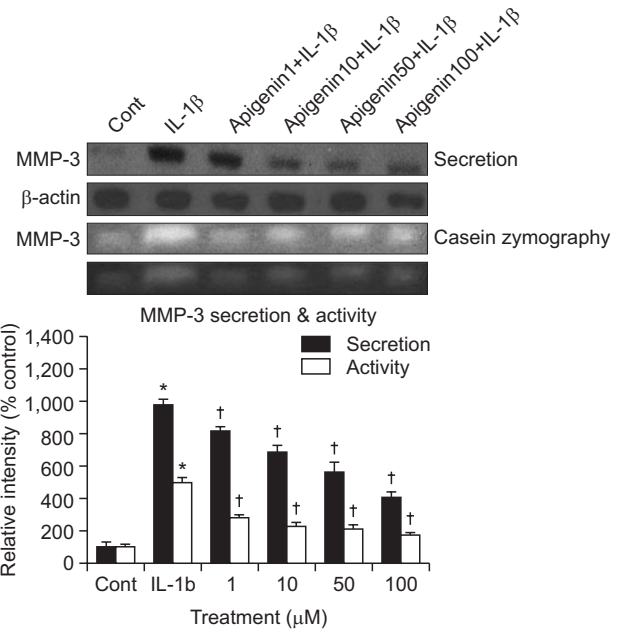 Cont
IL-1β
Apigenin1+IL-1β
Apigenin10+IL-1β
Apigenin50+IL-1β
Apigenin100+IL-1β
MMP-3
Secretion
β-actin
MMP-3
Casein zymography
MMP-3 secretion & activity
Relative intensity (% control)
1,400
1,200
1,000
800
600
400
200
0
Secretion
Activity
*
*
†
†
†
†
†
†
†
†
Cont IL-1b 1 10 50 100
Treatment (μM)